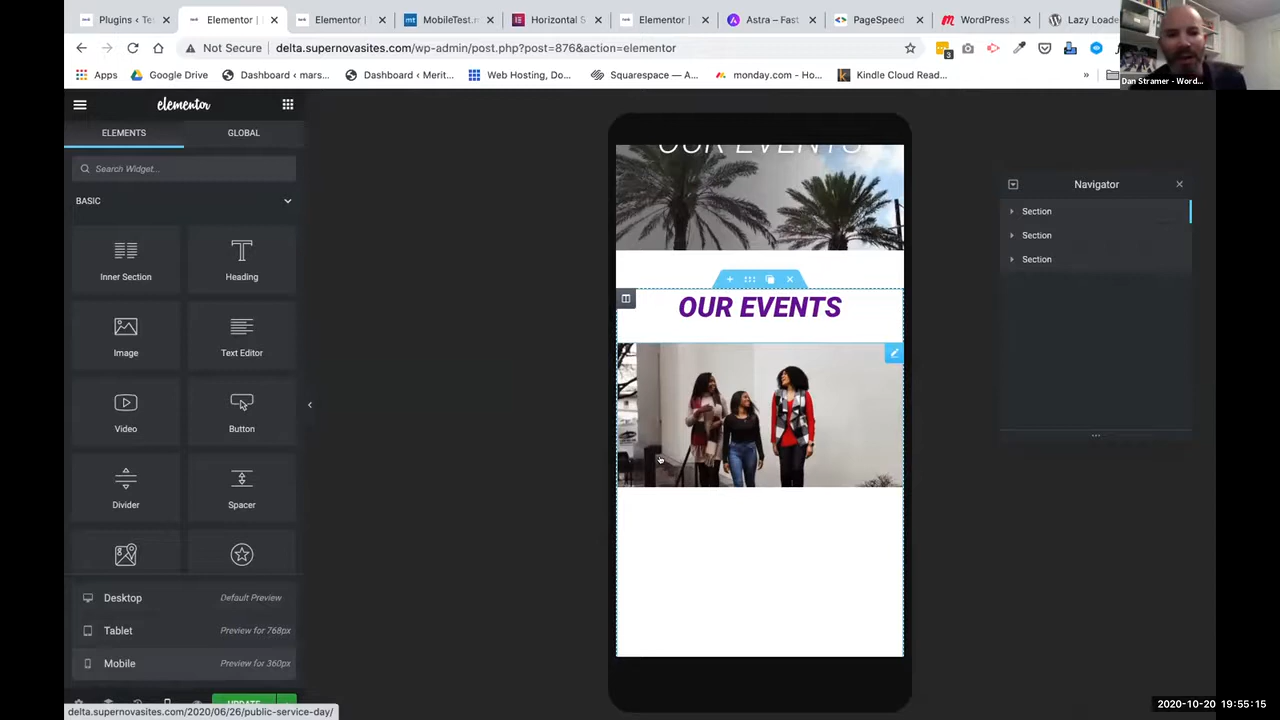 Plugins < Te
Elementor |
Elementor |
MobileTest.m
Horizontal S
Elementor |
Astra – Fast
PageSpeed
WordPress
Lazy Loade
Not Secure
delta.supernovasites.com/wp-admin/post.php?post=876&action=elementor
3
Apps
Google Drive
Dashboard ‹ mars...
Dashboard ‹ Merit...
Web Hosting, Do...
Squarespace — A...
monday.com - Ho...
Kindle Cloud Read...
»
Dan Stramer - Word...
elementor
ELEMENTS
GLOBAL
Search Widget...
BASIC
Inner Section
Heading
Image
Text Editor
Video
Button
Divider
Spacer
Desktop
Default Preview
Tablet
Preview for 768px
Mobile
Preview for 360px
UPDATE
delta.supernovasites.com/2020/06/26/public-service-day/
OUR EVENTS
OUR EVENTS
Navigator
Section
Section
Section
2020-10-20 19:55:15